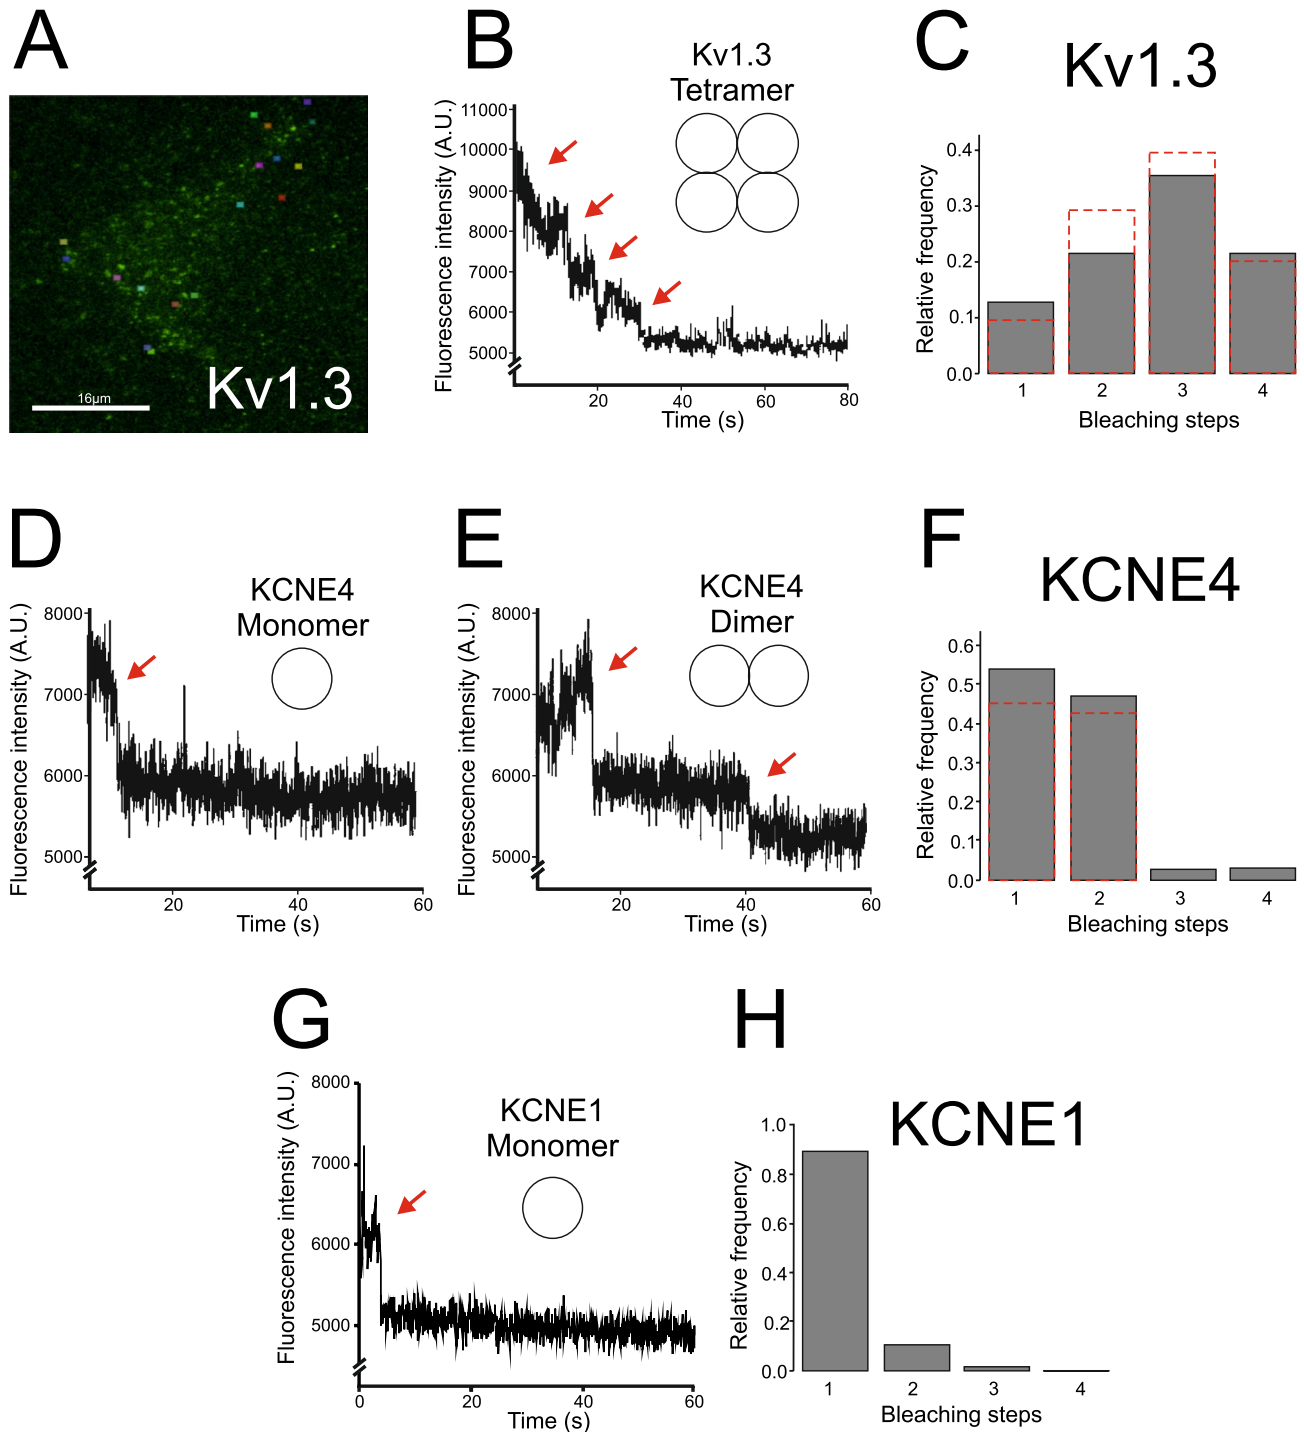 A
16μm
Kv1.3
B
Kv1.3
Tetramer
Fluorescence intensity (A.U.)
11000
10000
9000
8000
7000
6000
5000
20
40
60
80
Time (s)
C
Kv1.3
Relative frequency
0.4
0.3
0.2
0.1
0.0
1
2
3
4
Bleaching steps
D
KCNE4
Monomer
Fluorescence intensity (A.U.)
8000
7000
6000
5000
20
40
60
Time (s)
E
KCNE4
Dimer
Fluorescence intensity (A.U.)
8000
7000
6000
5000
20
40
60
Time (s)
F
KCNE4
Relative frequency
0.6
0.5
0.4
0.3
0.2
0.1
0.0
1
2
3
4
Bleaching steps
G
KCNE1
Monomer
Fluorescence intensity (A.U.)
8000
7000
6000
5000
0
20
40
60
Time (s)
H
KCNE1
Relative frequency
1.0
0.8
0.6
0.4
0.2
0.0
1
2
3
4
Bleaching steps